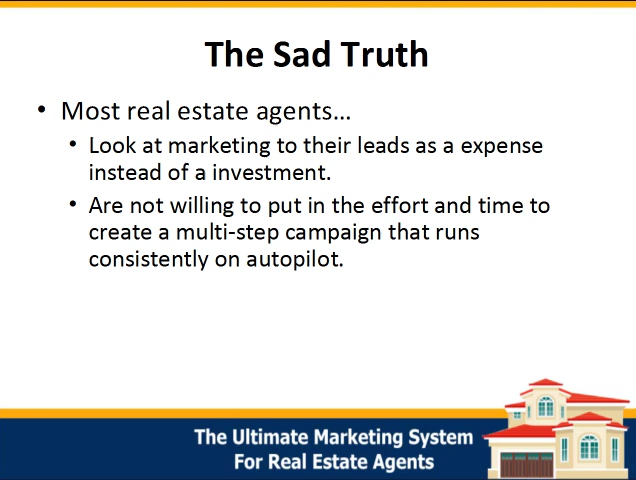 The Sad Truth
• Most real estate agents…
• Look at marketing to their leads as a expense
instead of a investment.
• Are not willing to put in the effort and time to
create a multi-step campaign that runs
consistently on autopilot.
The Ultimate Marketing System
For Real Estate Agents